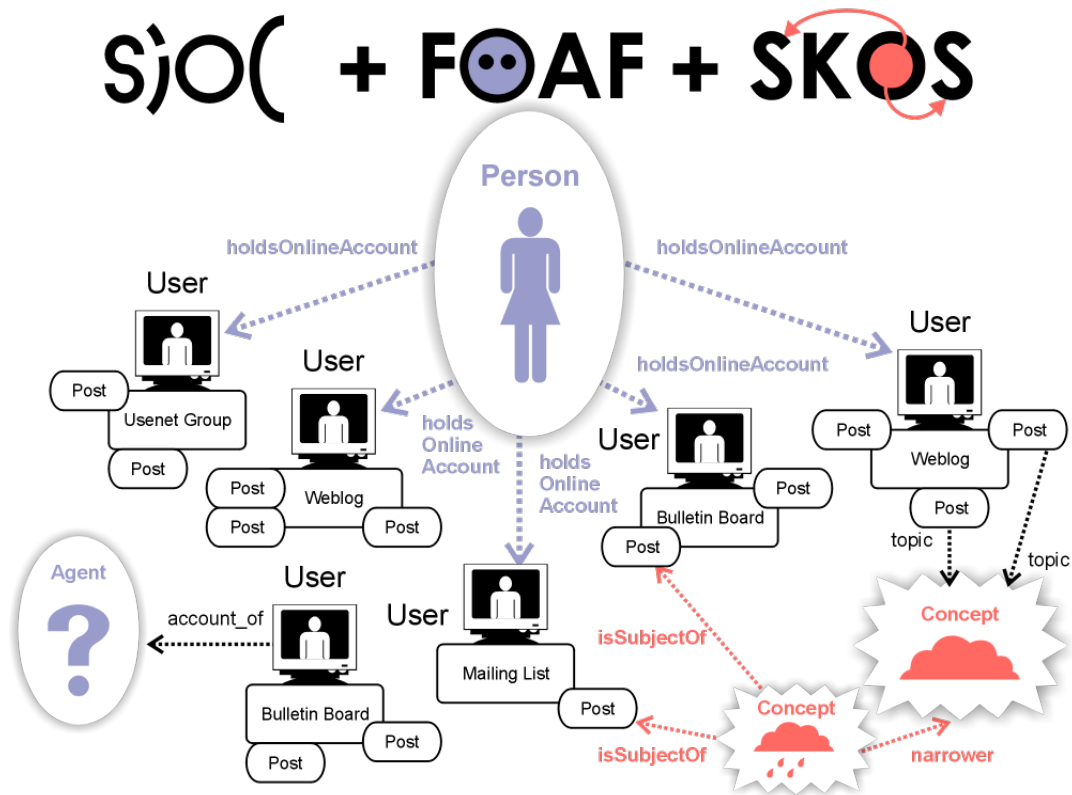 SiOC + FOAF + SKOS
Person
holdsOnlineAccount
holdsOnlineAccount
User
User
User
holdsOnlineAccount
Post
Usenet Group
Post
holds
Online
Account
User
Post
Weblog
Post
Post
Post
Weblog
Post
Post
holds
Online
Account
Post
Bulletin Board
Post
topic
topic
Agent
User
account_of
User
Concept
isSubjectOf
Mailing List
Post
Bulletin Board
Post
Post
Concept
isSubjectOf
narrower